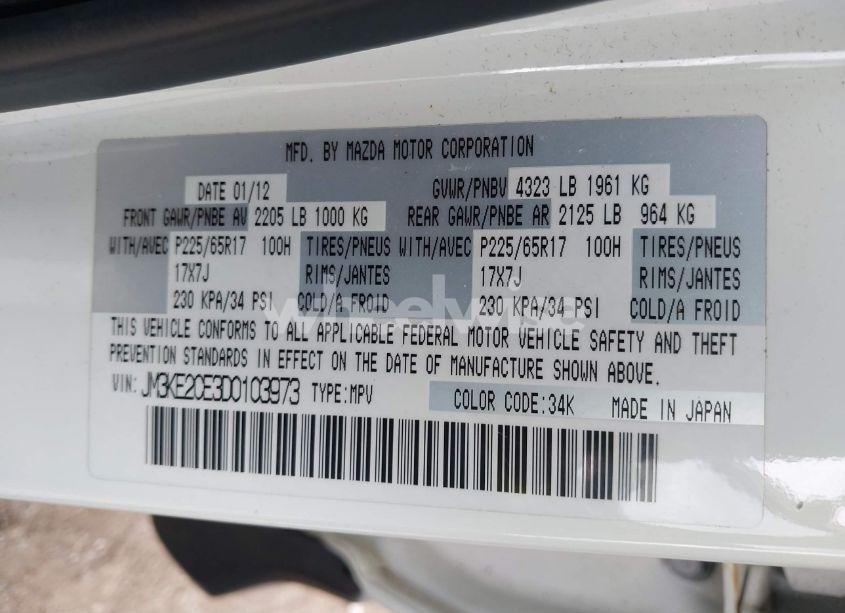 MFD. BY MAZDA MOTOR CORPORATION
DATE 01/12 GVWR/PNBV 4323 LB 1961 KG
FRONT GAWR/PNBE AV 2205 LB 1000 KG REAR GAWR/PNBE AR 2125 LB 964 KG
WITH/AVEC P225/65R17 100H TIRES/PNEUS WITH/AVEC P225/65R17 100H TIRES/PNEUS
17X7J RIMS/JANTES 17X7J RIMS/JANTES
230 KPA/34 PSI COLD/A FROID 230 KPA/34 PSI COLD/A FROID
wheelwise
THIS VEHICLE CONFORMS TO ALL APPLICABLE FEDERAL MOTOR VEHICLE SAFETY AND THEFT
PREVENTION STANDARDS IN EFFECT ON THE DATE OF MANUFACTURE SHOWN ABOVE.
VIN: JM3KE2CE3D0103973 TYPE:MPV COLOR CODE:34K MADE IN JAPAN